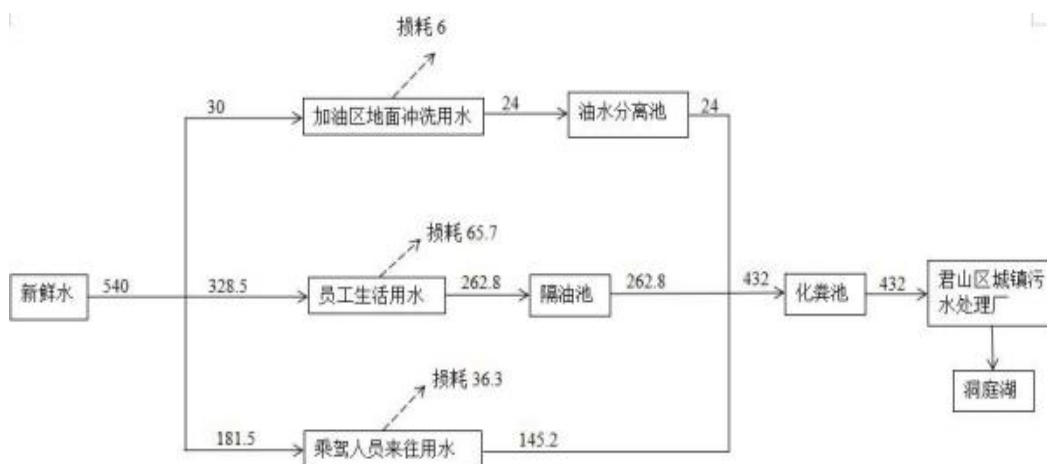 损耗 6
30
加油区地面冲洗用水
24
油水分离池
24
损耗 65.7
新鲜水
540
328.5
员工生活用水
262.8
隔油池
262.8
432
化粪池
432
君山区城镇污
水处理厂
洞庭湖
损耗 36.3
181.5
乘驾人员来往用水
145.2